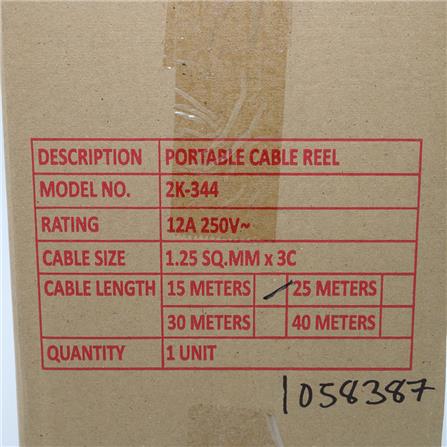 DESCRIPTION PORTABLE CABLE REEL
MODEL NO. 2K-344
RATING 12A 250V~
CABLE SIZE 1.25 SQ.MM x 3C
CABLE LENGTH 15 METERS 25 METERS
30 METERS 40 METERS
QUANTITY 1 UNIT
1058387